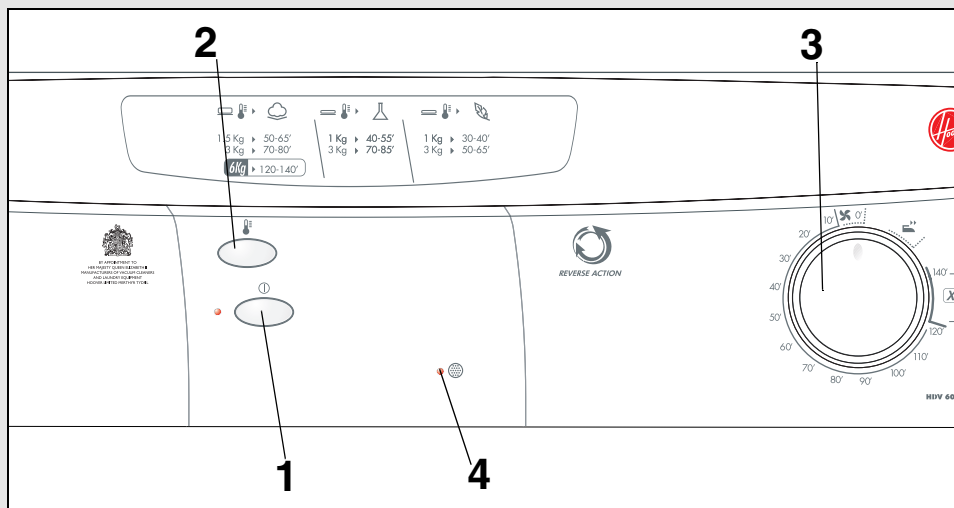 2
3
1.5 Kg 50-65'
3 Kg 70-80'
6Kg 120-140'
1 Kg 40-55'
3 Kg 70-85'
1 Kg 30-40'
3 Kg 50-65'
Hoover
BY APPOINTMENT TO
HER MAJESTY QUEEN ELIZABETH II
MANUFACTURERS OF VACUUM CLEANERS
AND LAUNDRY EQUIPMENT
HOOVER LIMITED MERTHYR TYDFIL
REVERSE ACTION
0'
10'
20'
30'
40'
50'
60'
70'
80'
90'
100'
110'
120'
140'
X
HDV 60
1
4